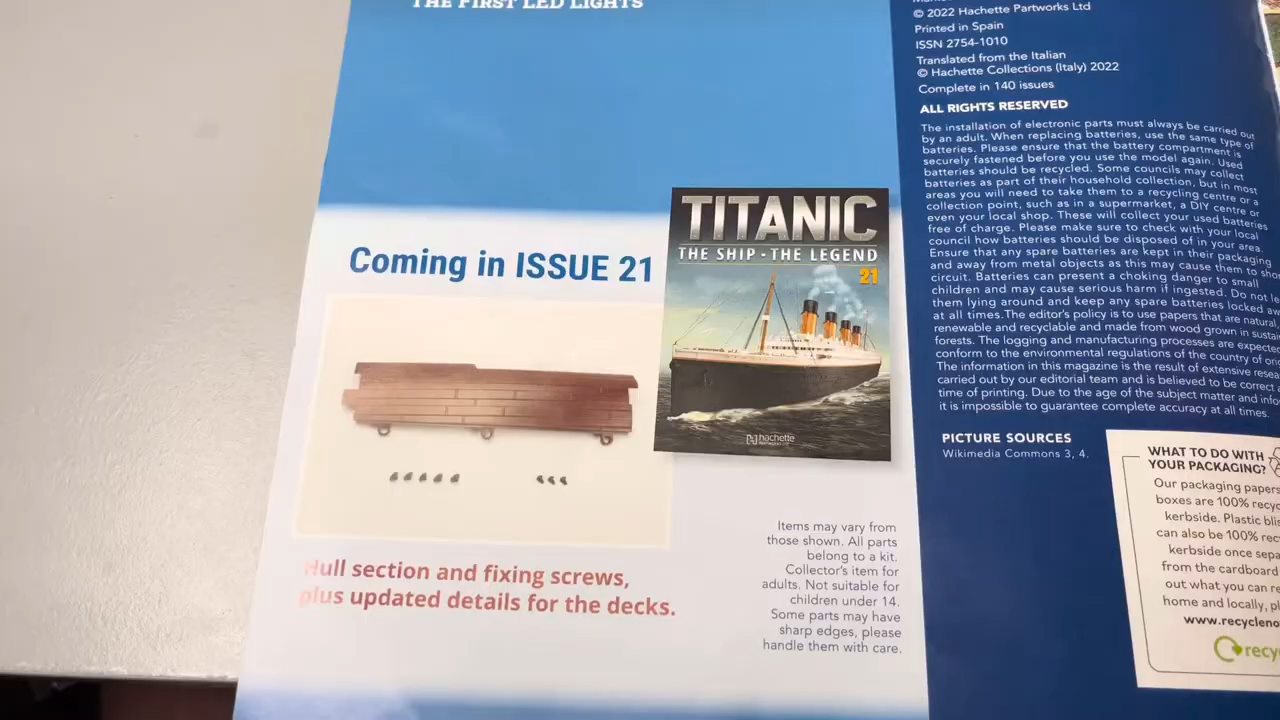 THE FIRST LED LIGHTS
Coming in ISSUE 21
TITANIC
THE SHIP - THE LEGEND
21
hachette
Hull section and fixing screws,
plus updated details for the decks.
Items may vary from
those shown. All parts
belong to a kit.
Collector's item for
adults. Not suitable for
children under 14.
Some parts may have
sharp edges, please
handle them with care.
© 2022 Hachette Partworks Ltd
Printed in Spain
ISSN 2754-1010
Translated from the Italian
© Hachette Collections (Italy) 2022
Complete in 140 issues
ALL RIGHTS RESERVED
The installation of electronic parts must always be carried out
by an adult. When replacing batteries, use the same type of
batteries. Please ensure that the battery compartment is
securely fastened before you use the model again. Used
batteries should be recycled. Some councils may collect
batteries as part of their household collection, but in most
areas you will need to take them to a recycling centre or a
collection point, such as in a supermarket, a DIY centre or
even your local shop. These will collect your used batteries
free of charge. Please make sure to check with your local
council how batteries should be disposed of in your area.
Ensure that any spare batteries are kept in their packaging
and away from metal objects as this may cause them to sho
circuit. Batteries can present a choking danger to small
children and may cause serious harm if ingested. Do not le
them lying around and keep any spare batteries locked aw
at all times.The editor's policy is to use papers that are natural,
renewable and recyclable and made from wood grown in sustai
forests. The logging and manufacturing processes are expected
conform to the environmental regulations of the country of ori
The information in this magazine is the result of extensive resea
carried out by our editorial team and is believed to be correct a
time of printing. Due to the age of the subject matter and info
it is impossible to guarantee complete accuracy at all times.
PICTURE SOURCES
Wikimedia Commons 3, 4.
WHAT TO DO WITH
YOUR PACKAGING?
Our packaging papers
boxes are 100% recyc
kerbside. Plastic blis
can also be 100% rec
kerbside once sepa
from the cardboard
out what you can re
home and locally, pl
www.recycleno
recyc